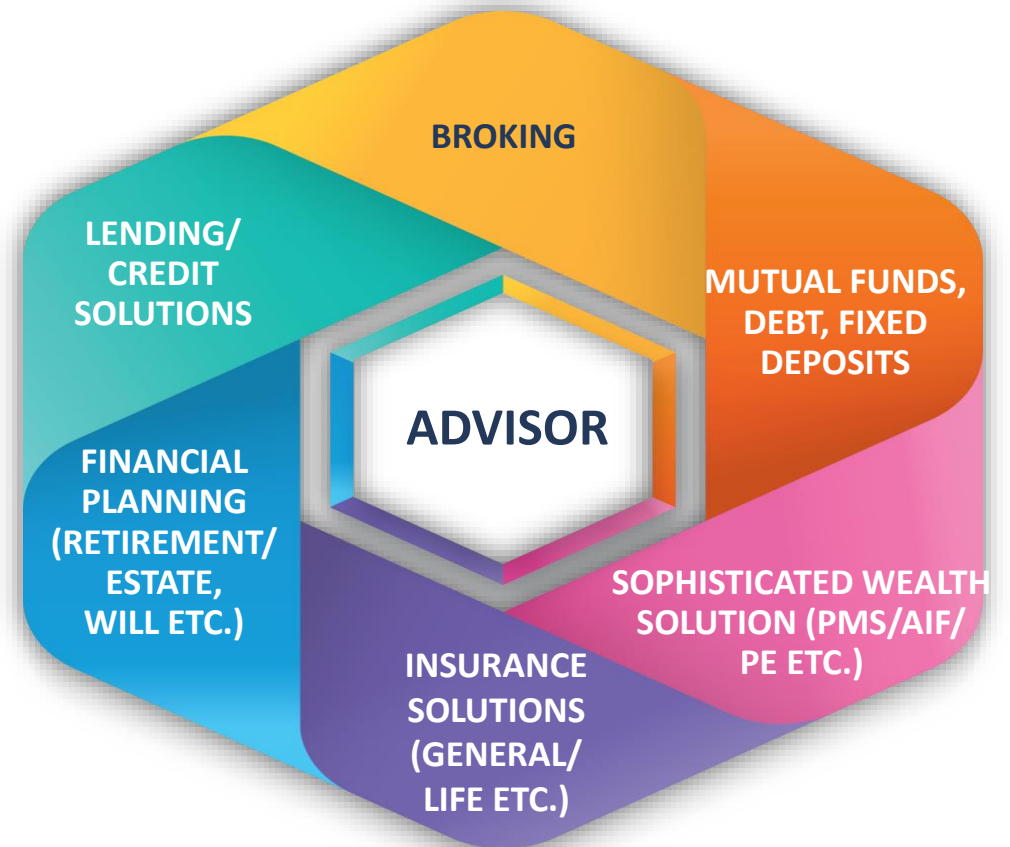 BROKING
MUTUAL FUNDS,
DEBT, FIXED
DEPOSITS
SOPHISTICATED WEALTH
SOLUTION (PMS/AIF/
PE ETC.)
INSURANCE
SOLUTIONS
(GENERAL/
LIFE ETC.)
FINANCIAL
PLANNING
(RETIREMENT/
ESTATE,
WILL ETC.)
LENDING/
CREDIT
SOLUTIONS
ADVISOR